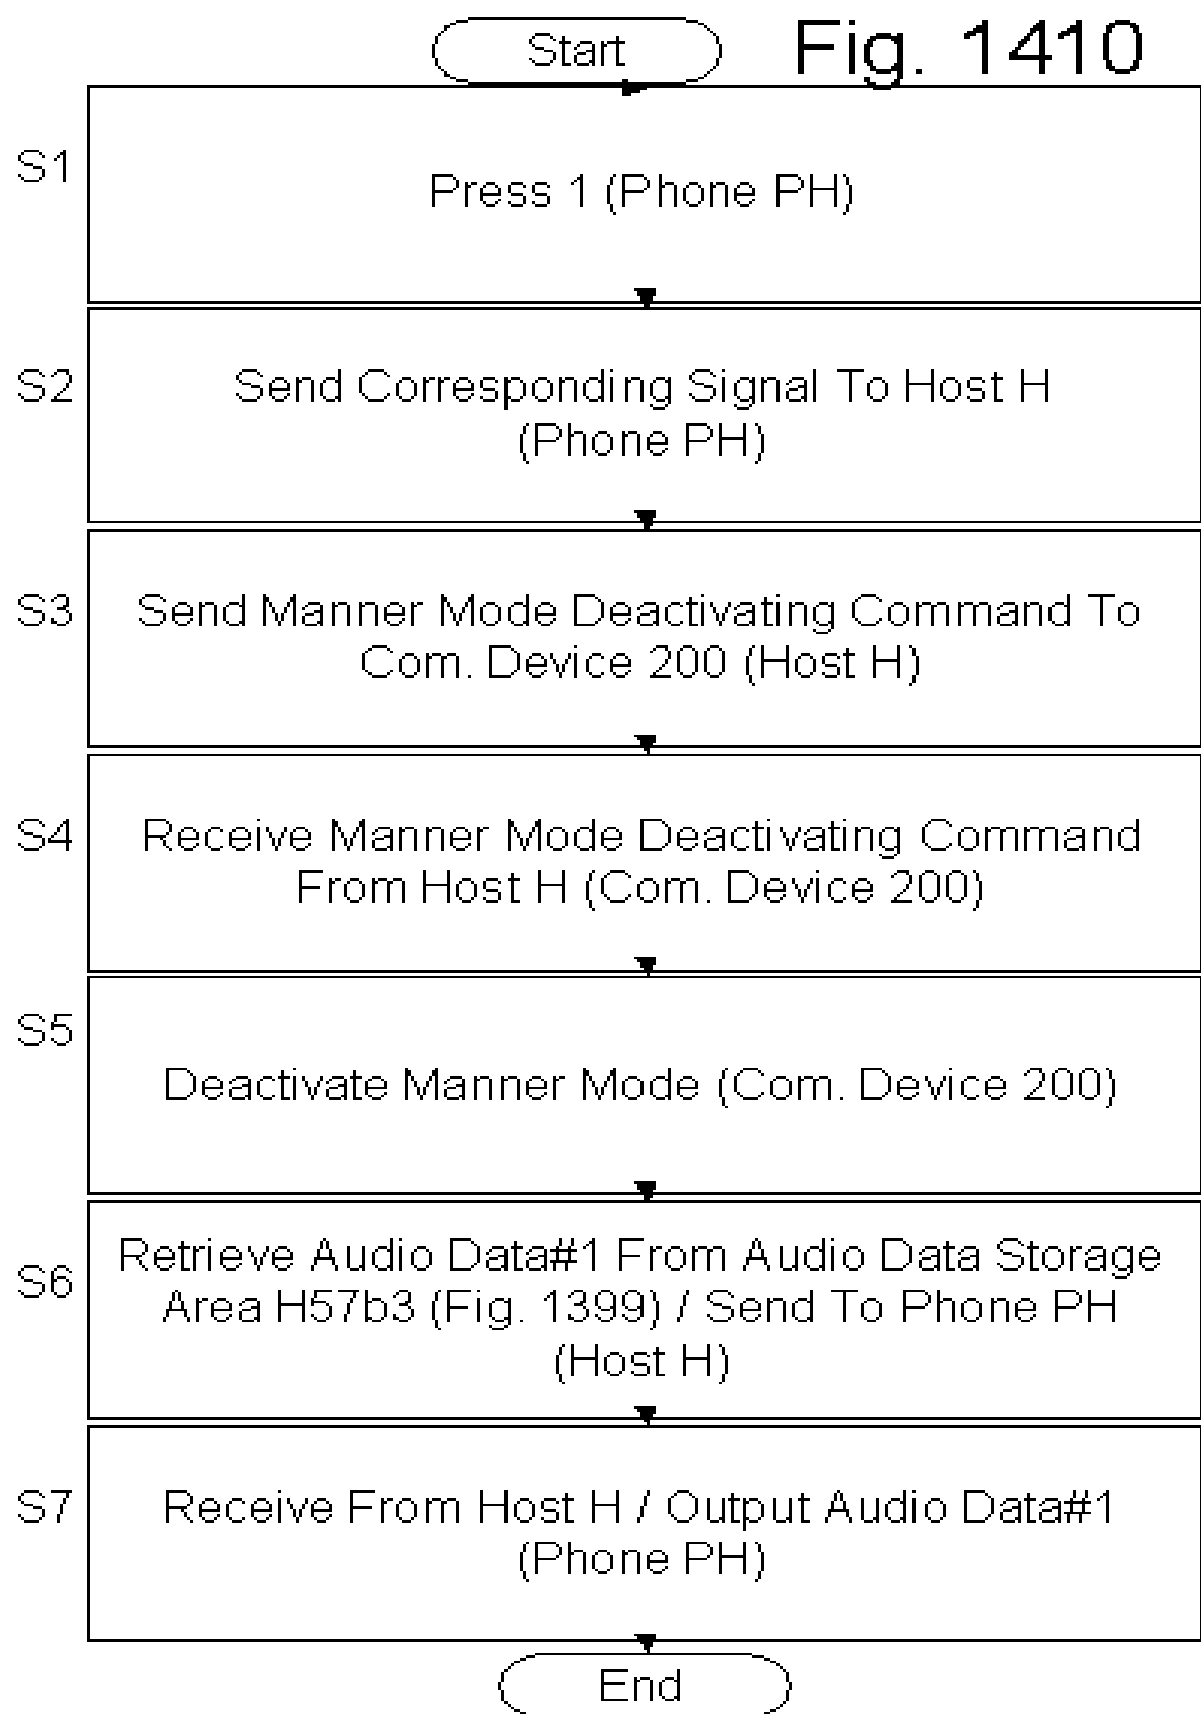 Start
Fig. 1410
S1
Press 1 (Phone PH)
S2
Send Corresponding Signal To Host H
(Phone PH)
S3
Send Manner Mode Deactivating Command To
Com. Device 200 (Host H)
S4
Receive Manner Mode Deactivating Command
From Host H (Com. Device 200)
S5
Deactivate Manner Mode (Com. Device 200)
S6
Retrieve Audio Data#1 From Audio Data Storage
Area H57b3 (Fig. 1399) / Send To Phone PH
(Host H)
S7
Receive From Host H / Output Audio Data#1
(Phone PH)
End